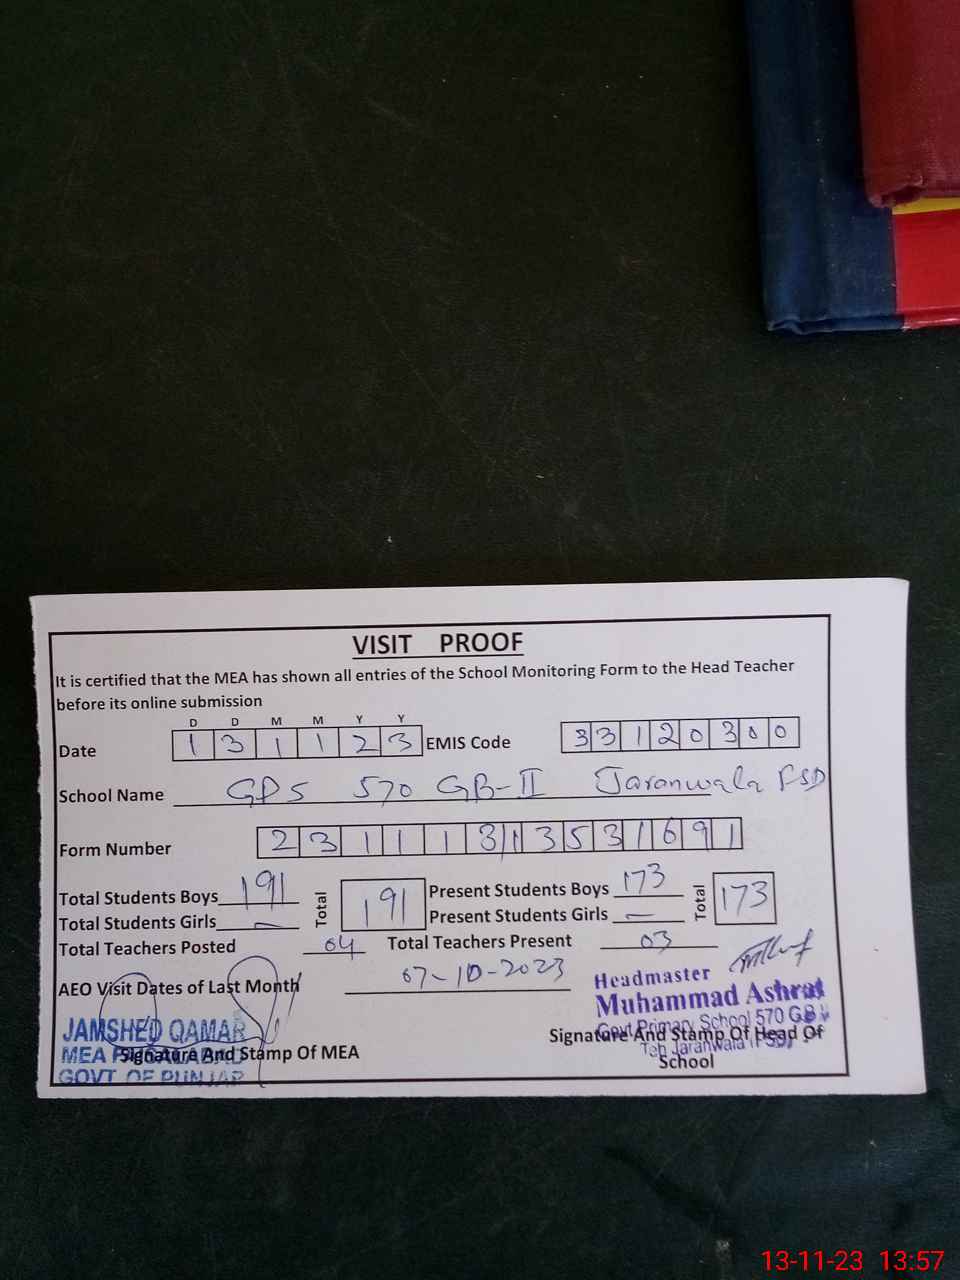 VISIT PROOF
It is certified that the MEA has shown all entries of the School Monitoring Form to the Head Teacher
before its online submission
D D M M Y Y
Date 1 3 1 1 2 3 EMIS Code 3 3 1 2 0 3 0 0
School Name GPS 570 GB-II Jaranwala FSD
Form Number 2 3 1 1 1 3 1 3 5 3 1 6 9 1
Total Students Boys 191 Total 191 Present Students Boys 173 Total 173
Total Students Girls — Present Students Girls —
Total Teachers Posted 04 Total Teachers Present 03
AEO Visit Dates of Last Month 07-10-2023
Headmaster
Muhammad Ashraf
Govt Primary School 570 GB
Teh Jaranwala
JAMSHED QAMAR
MEA
GOVT OF PUNJAB
Signature And Stamp Of MEA
Signature And Stamp Of Head Of
School
13-11-23 13:57